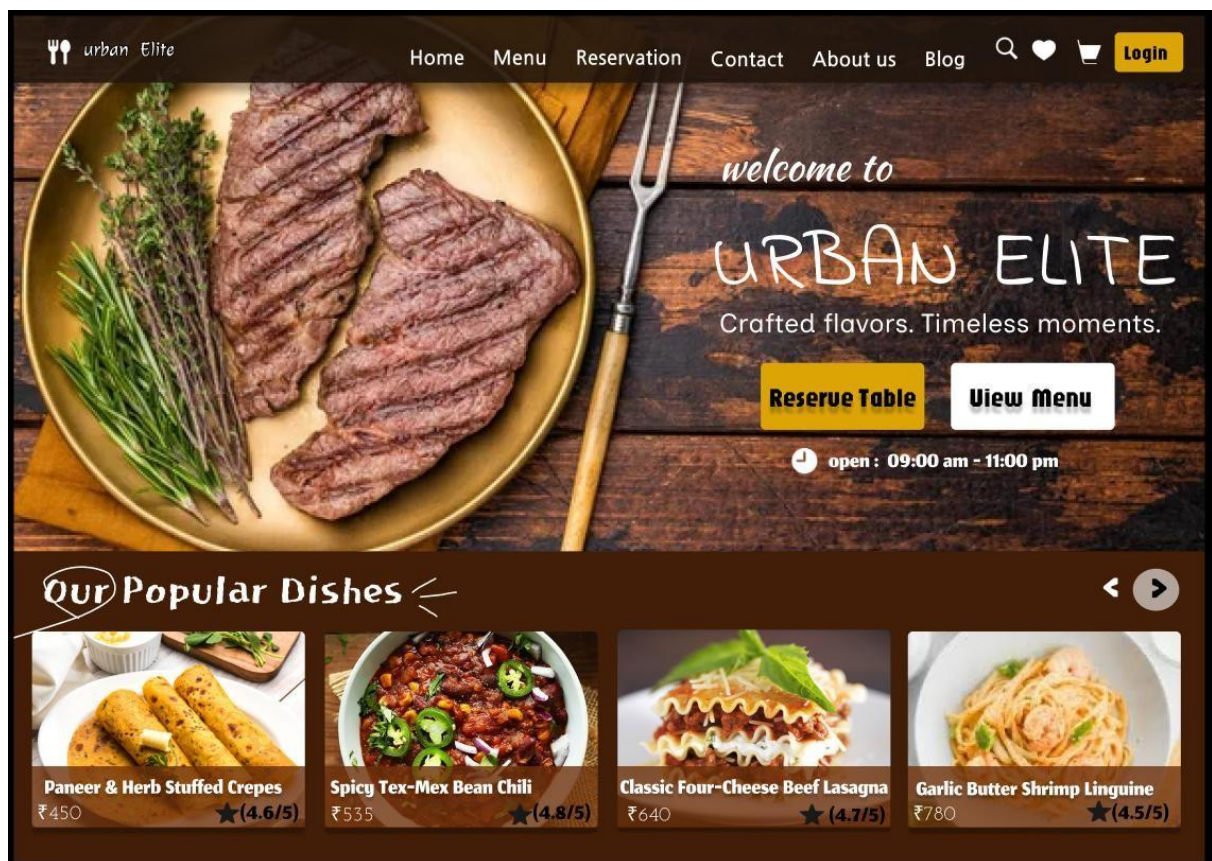 urban Elite
Home Menu Reservation Contact About us Blog Login
welcome to
URBAN ELITE
Crafted flavors. Timeless moments.
Reserve Table View Menu
open : 09:00 am - 11:00 pm
Our Popular Dishes
Paneer & Herb Stuffed Crepes
₹450 (4.6/5)
Spicy Tex-Mex Bean Chili
₹535 (4.8/5)
Classic Four-Cheese Beef Lasagna
₹640 (4.7/5)
Garlic Butter Shrimp Linguine
₹780 (4.5/5)